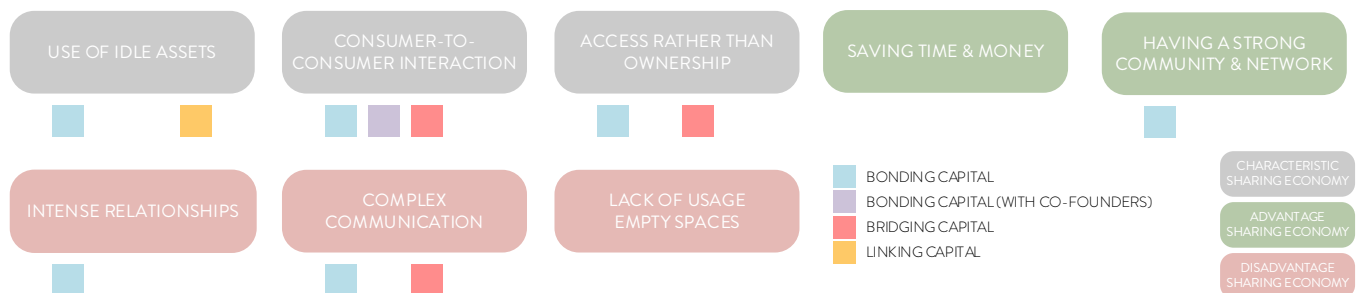 USE OF IDLE ASSETS
CONSUMER-TO-
CONSUMER INTERACTION
ACCESS RATHER THAN
OWNERSHIP
SAVING TIME & MONEY
HAVING A STRONG
COMMUNITY & NETWORK
INTENSE RELATIONSHIPS
COMPLEX
COMMUNICATION
LACK OF USAGE
EMPTY SPACES
BONDING CAPITAL
BONDING CAPITAL (WITH CO-FOUNDERS)
BRIDGING CAPITAL
LINKING CAPITAL
CHARACTERISTIC
SHARING ECONOMY
ADVANTAGE
SHARING ECONOMY
DISADVANTAGE
SHARING ECONOMY